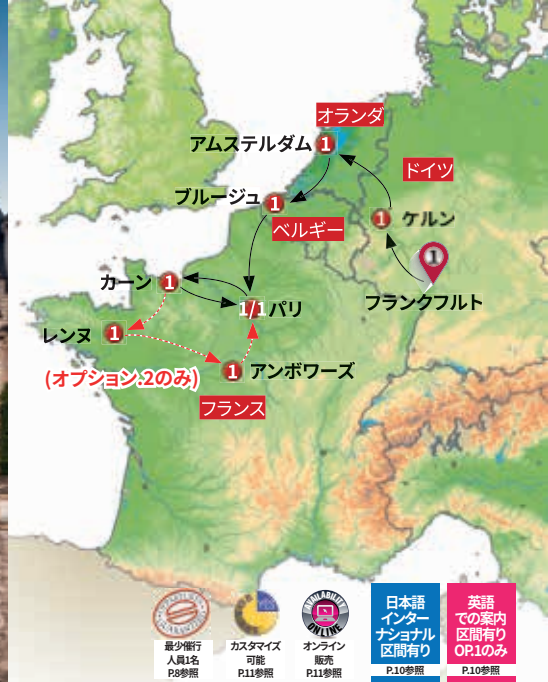 オランダ
アムステルダム 1
ドイツ
ブルージュ 1
1 ケルン
ベルギー
1
フランクフルト
カーン 1
1/1 パリ
レンヌ 1
1 アンボワーズ
(オプション.2のみ)
フランス
DEPARTURES
GUARANTEED
AVAILABILITY
ONLINE
最少催行
人員1名
P.8参照
カスタマイズ
可能
P.11参照
オンライン
販売
P.11参照
日本語
インター
ナショナル
区間有り
P.10参照
英語
での案内
区間有り
OP.1のみ
P.10参照